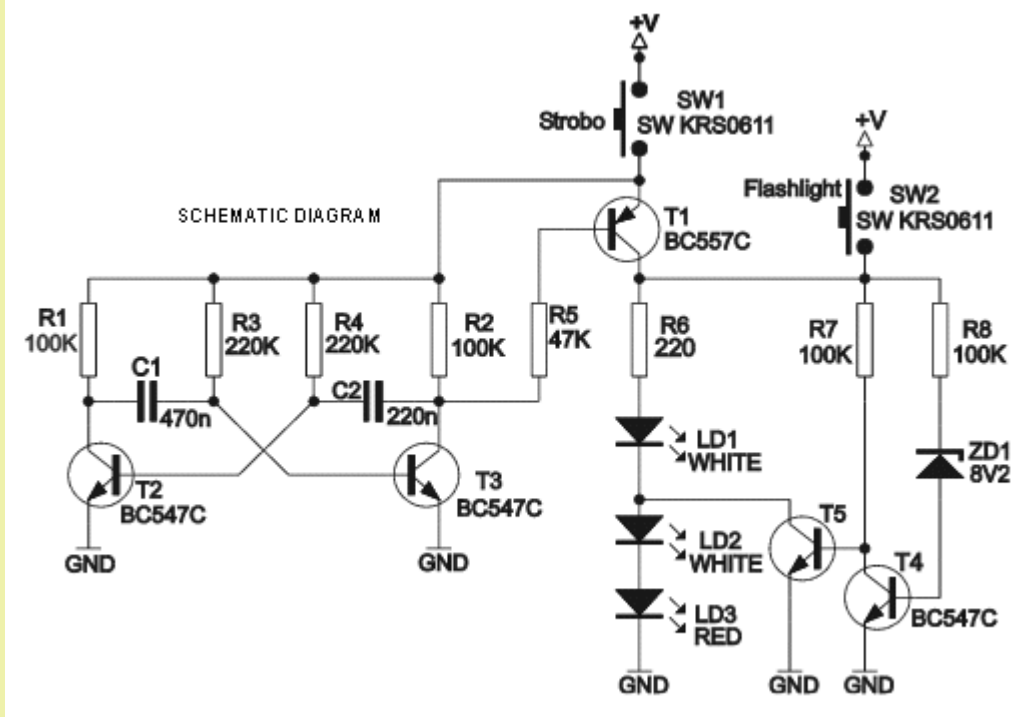 +V
SW1
Strobo
SW KRS0611
+V
Flashlight
SW2
SW KRS0611
SCHEMATIC DIAGRAM
T1
BC557C
R1
100K
R3
220K
R4
220K
R2
100K
R5
47K
R6
220
R7
100K
R8
100K
C1
470n
C2
220n
LD1
WHITE
ZD1
8V2
T2
BC547C
T3
BC547C
T5
LD2
WHITE
T4
BC547C
LD3
RED
GND
GND
GND
GND
GND